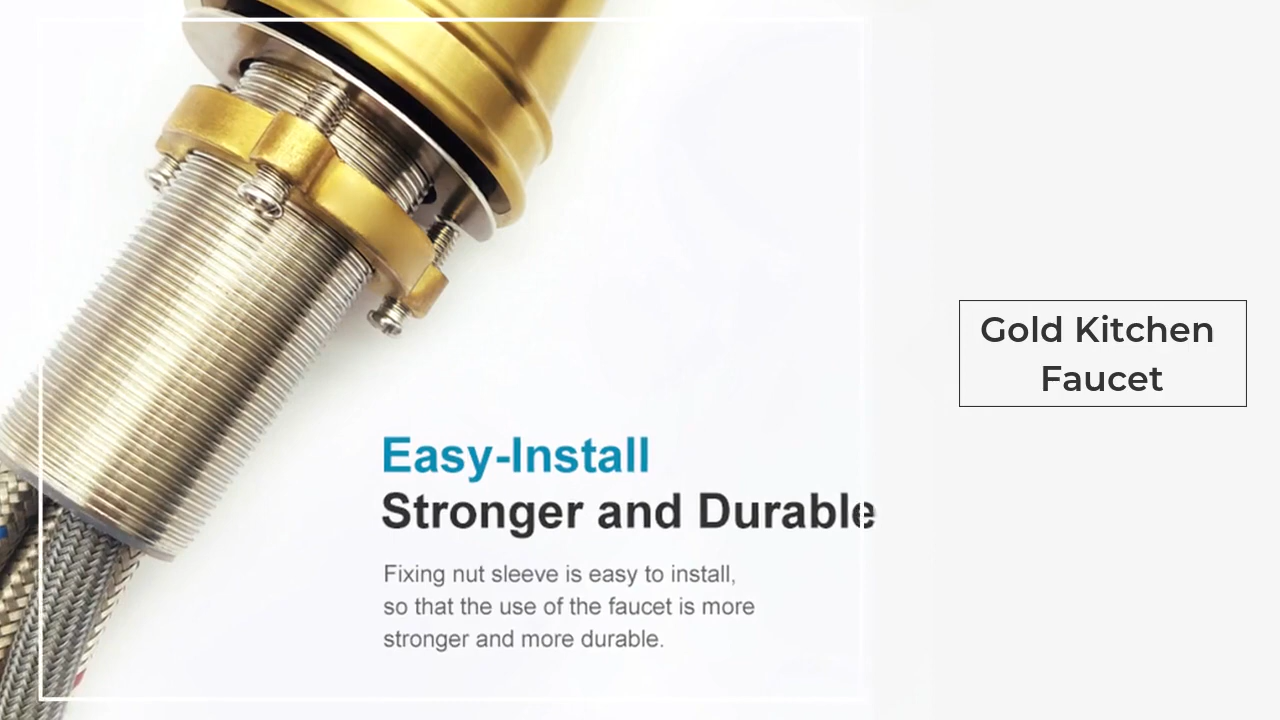 Easy-Install
Stronger and Durable
Fixing nut sleeve is easy to install,
so that the use of the faucet is more
stronger and more durable.
Gold Kitchen
Faucet